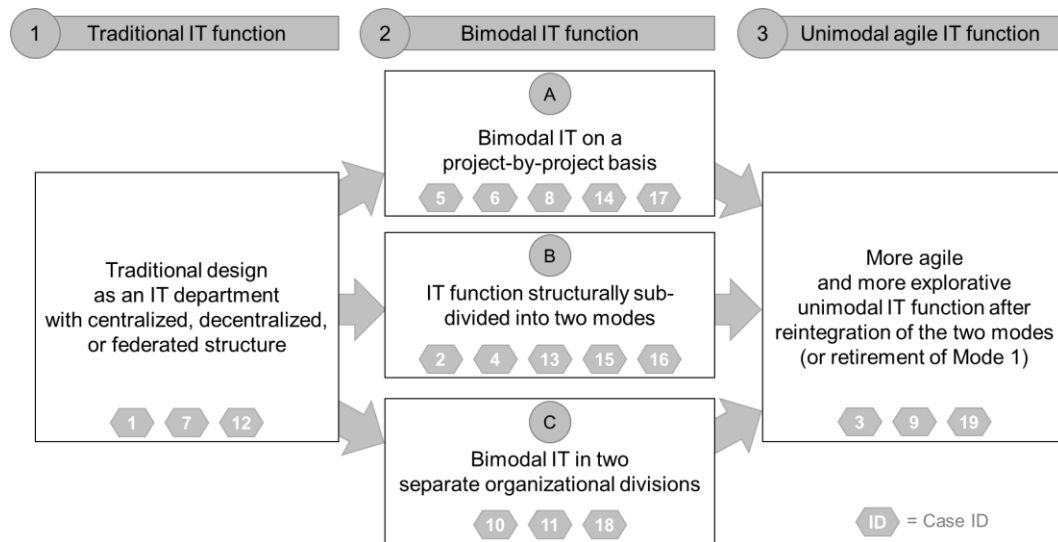 1 Traditional IT function
2 Bimodal IT function
3 Unimodal agile IT function
Traditional design
as an IT department
with centralized, decentralized,
or federated structure
1 7 12
A
Bimodal IT on a
project-by-project basis
5 6 8 14 17
B
IT function structurally sub-
divided into two modes
2 4 13 15 16
C
Bimodal IT in two
separate organizational divisions
10 11 18
More agile
and more explorative
unimodal IT function after
reintegration of the two modes
(or retirement of Mode 1)
3 9 19
ID = Case ID